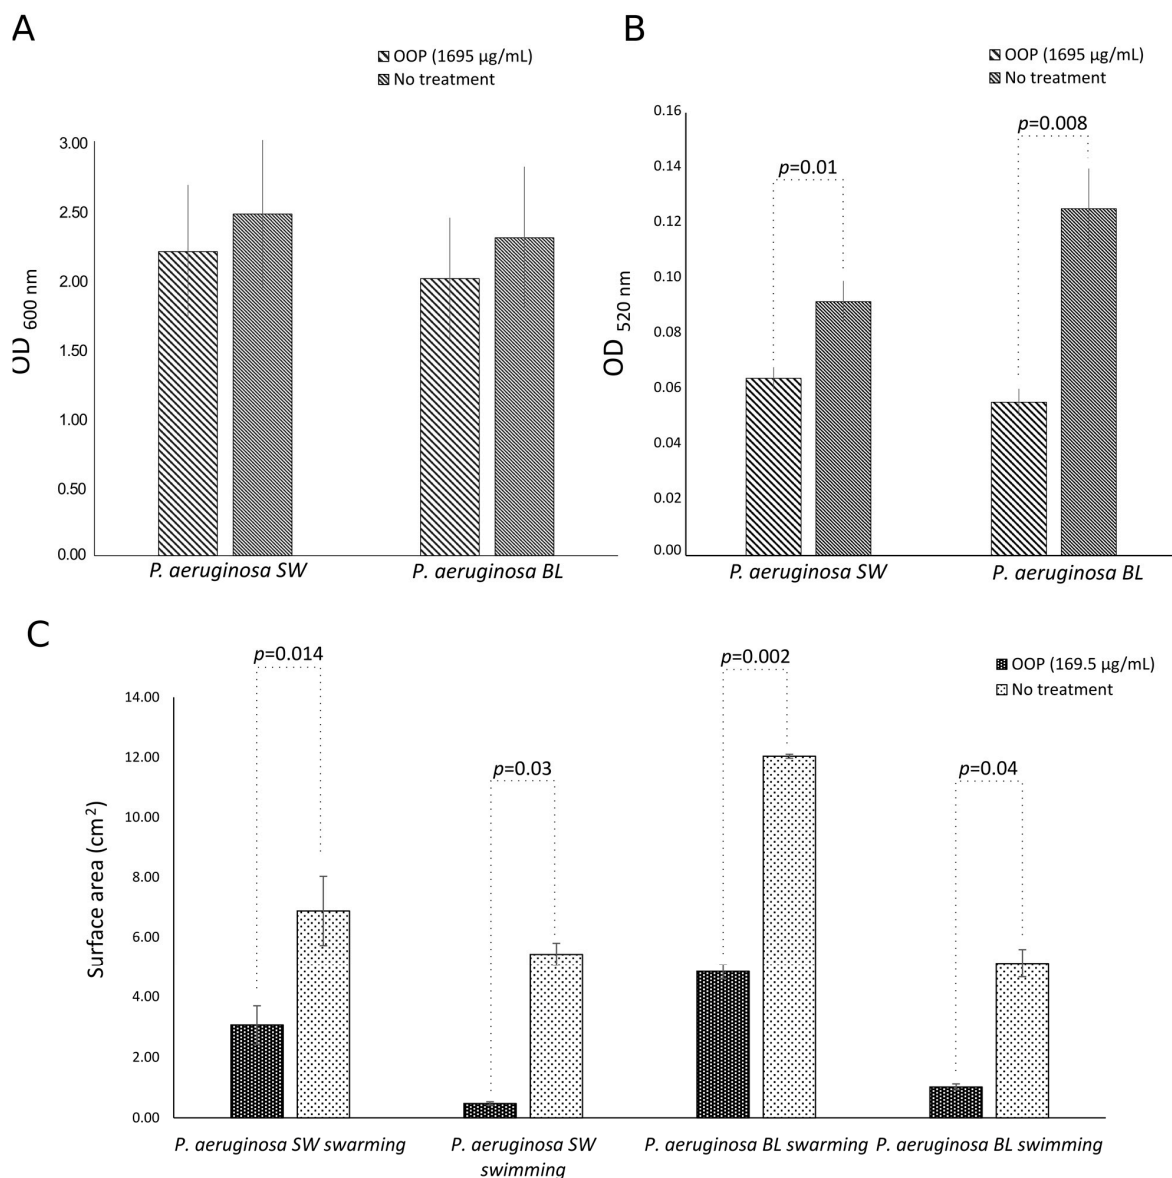 A
OOP (1695 µg/mL)
No treatment
3.00
2.50
2.00
1.50
1.00
0.50
0.00
OD 600 nm
P. aeruginosa SW
P. aeruginosa BL
B
OOP (1695 µg/mL)
No treatment
0.16
0.14
0.12
0.10
0.08
0.06
0.04
0.02
0.00
OD 520 nm
p=0.01
p=0.008
P. aeruginosa SW
P. aeruginosa BL
C
OOP (169.5 µg/mL)
No treatment
14.00
12.00
10.00
8.00
6.00
4.00
2.00
0.00
Surface area (cm²)
p=0.014
p=0.03
p=0.002
p=0.04
P. aeruginosa SW swarming
P. aeruginosa SW
swimming
P. aeruginosa BL swarming
P. aeruginosa BL swimming